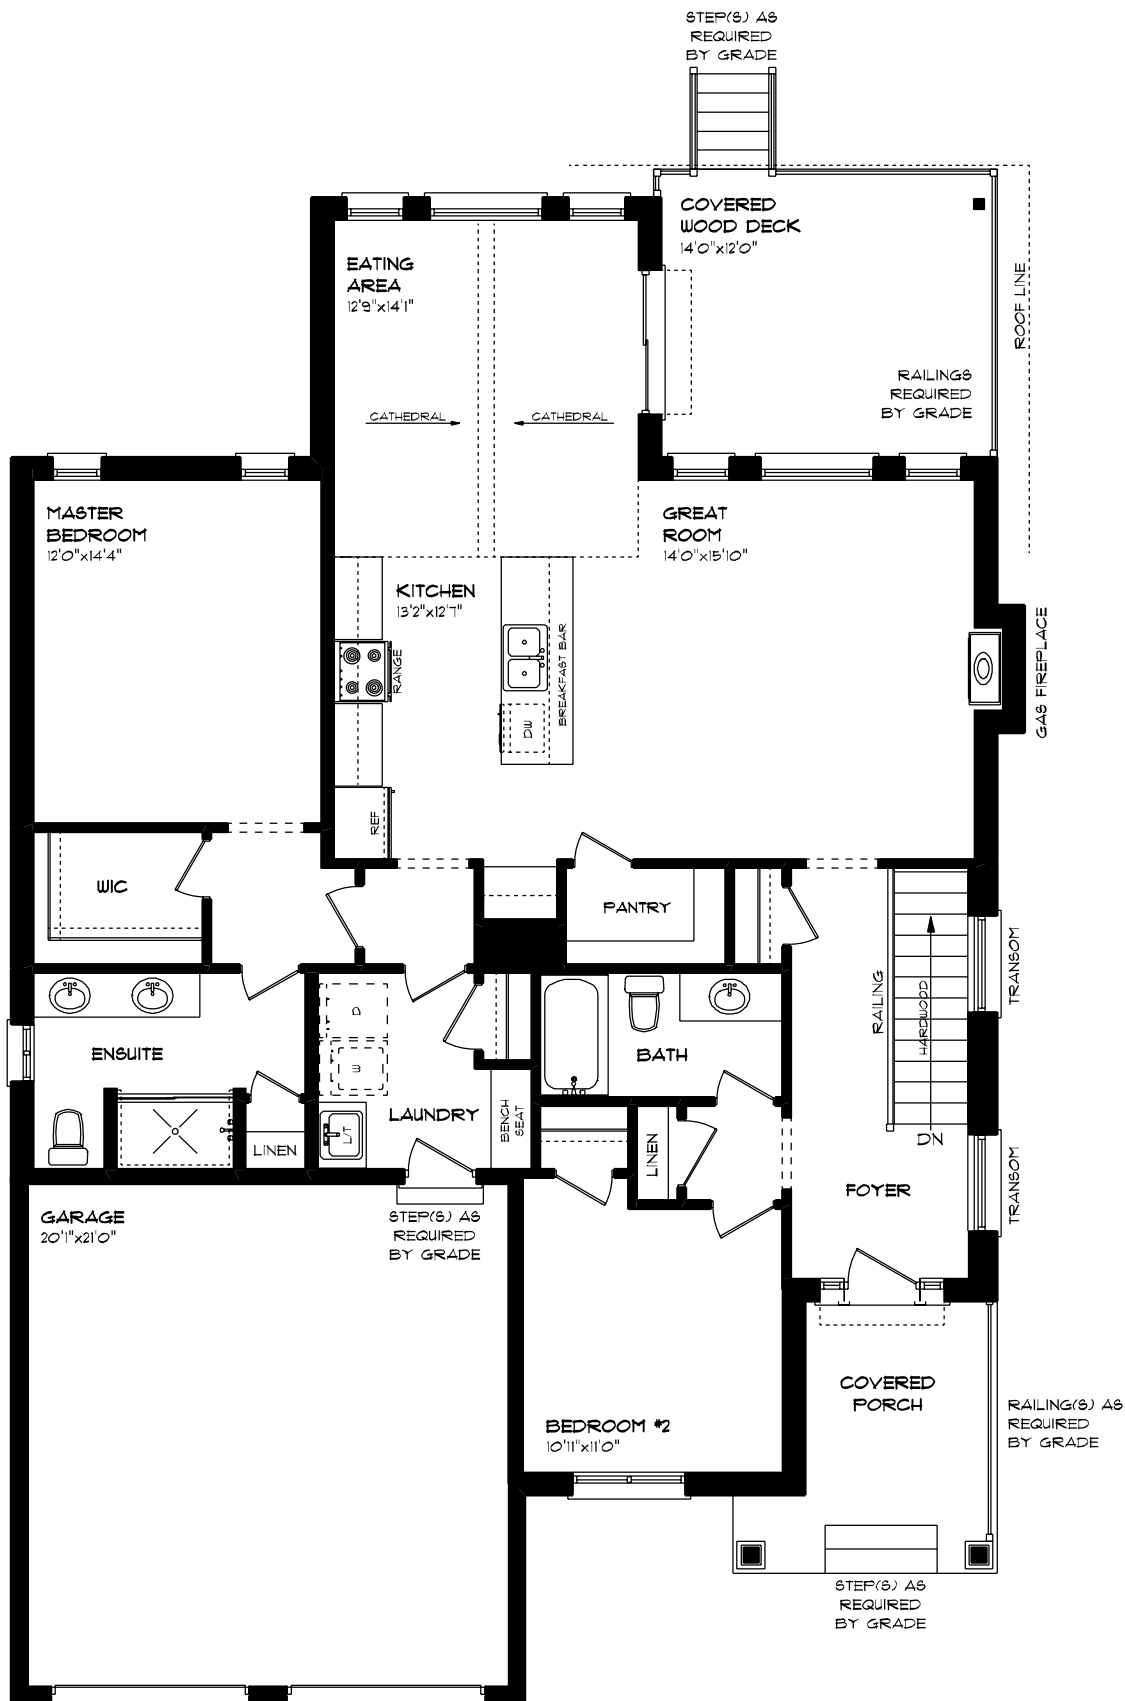 STEP(S) AS
REQUIRED
BY GRADE
COVERED
WOOD DECK
14'0"x12'0"
EATING
AREA
12'9"x14'1"
ROOF LINE
RAILINGS
REQUIRED
BY GRADE
CATHEDRAL
CATHEDRAL
MASTER
BEDROOM
12'0"x14'4"
GREAT
ROOM
14'0"x15'10"
KITCHEN
13'2"x12'7"
RANGE
BREAKFAST BAR
DW
GAS FIREPLACE
REF
WIC
PANTRY
TRANSOM
RAILING
HARDWOOD
D
W
ENSUITE
BATH
LAUNDRY
BENCH
SEAT
L/T
LINEN
LINEN
DN
TRANSOM
FOYER
GARAGE
20'1"x21'0"
STEP(S) AS
REQUIRED
BY GRADE
COVERED
PORCH
BEDROOM #2
10'11"x11'0"
RAILING(S) AS
REQUIRED
BY GRADE
STEP(S) AS
REQUIRED
BY GRADE